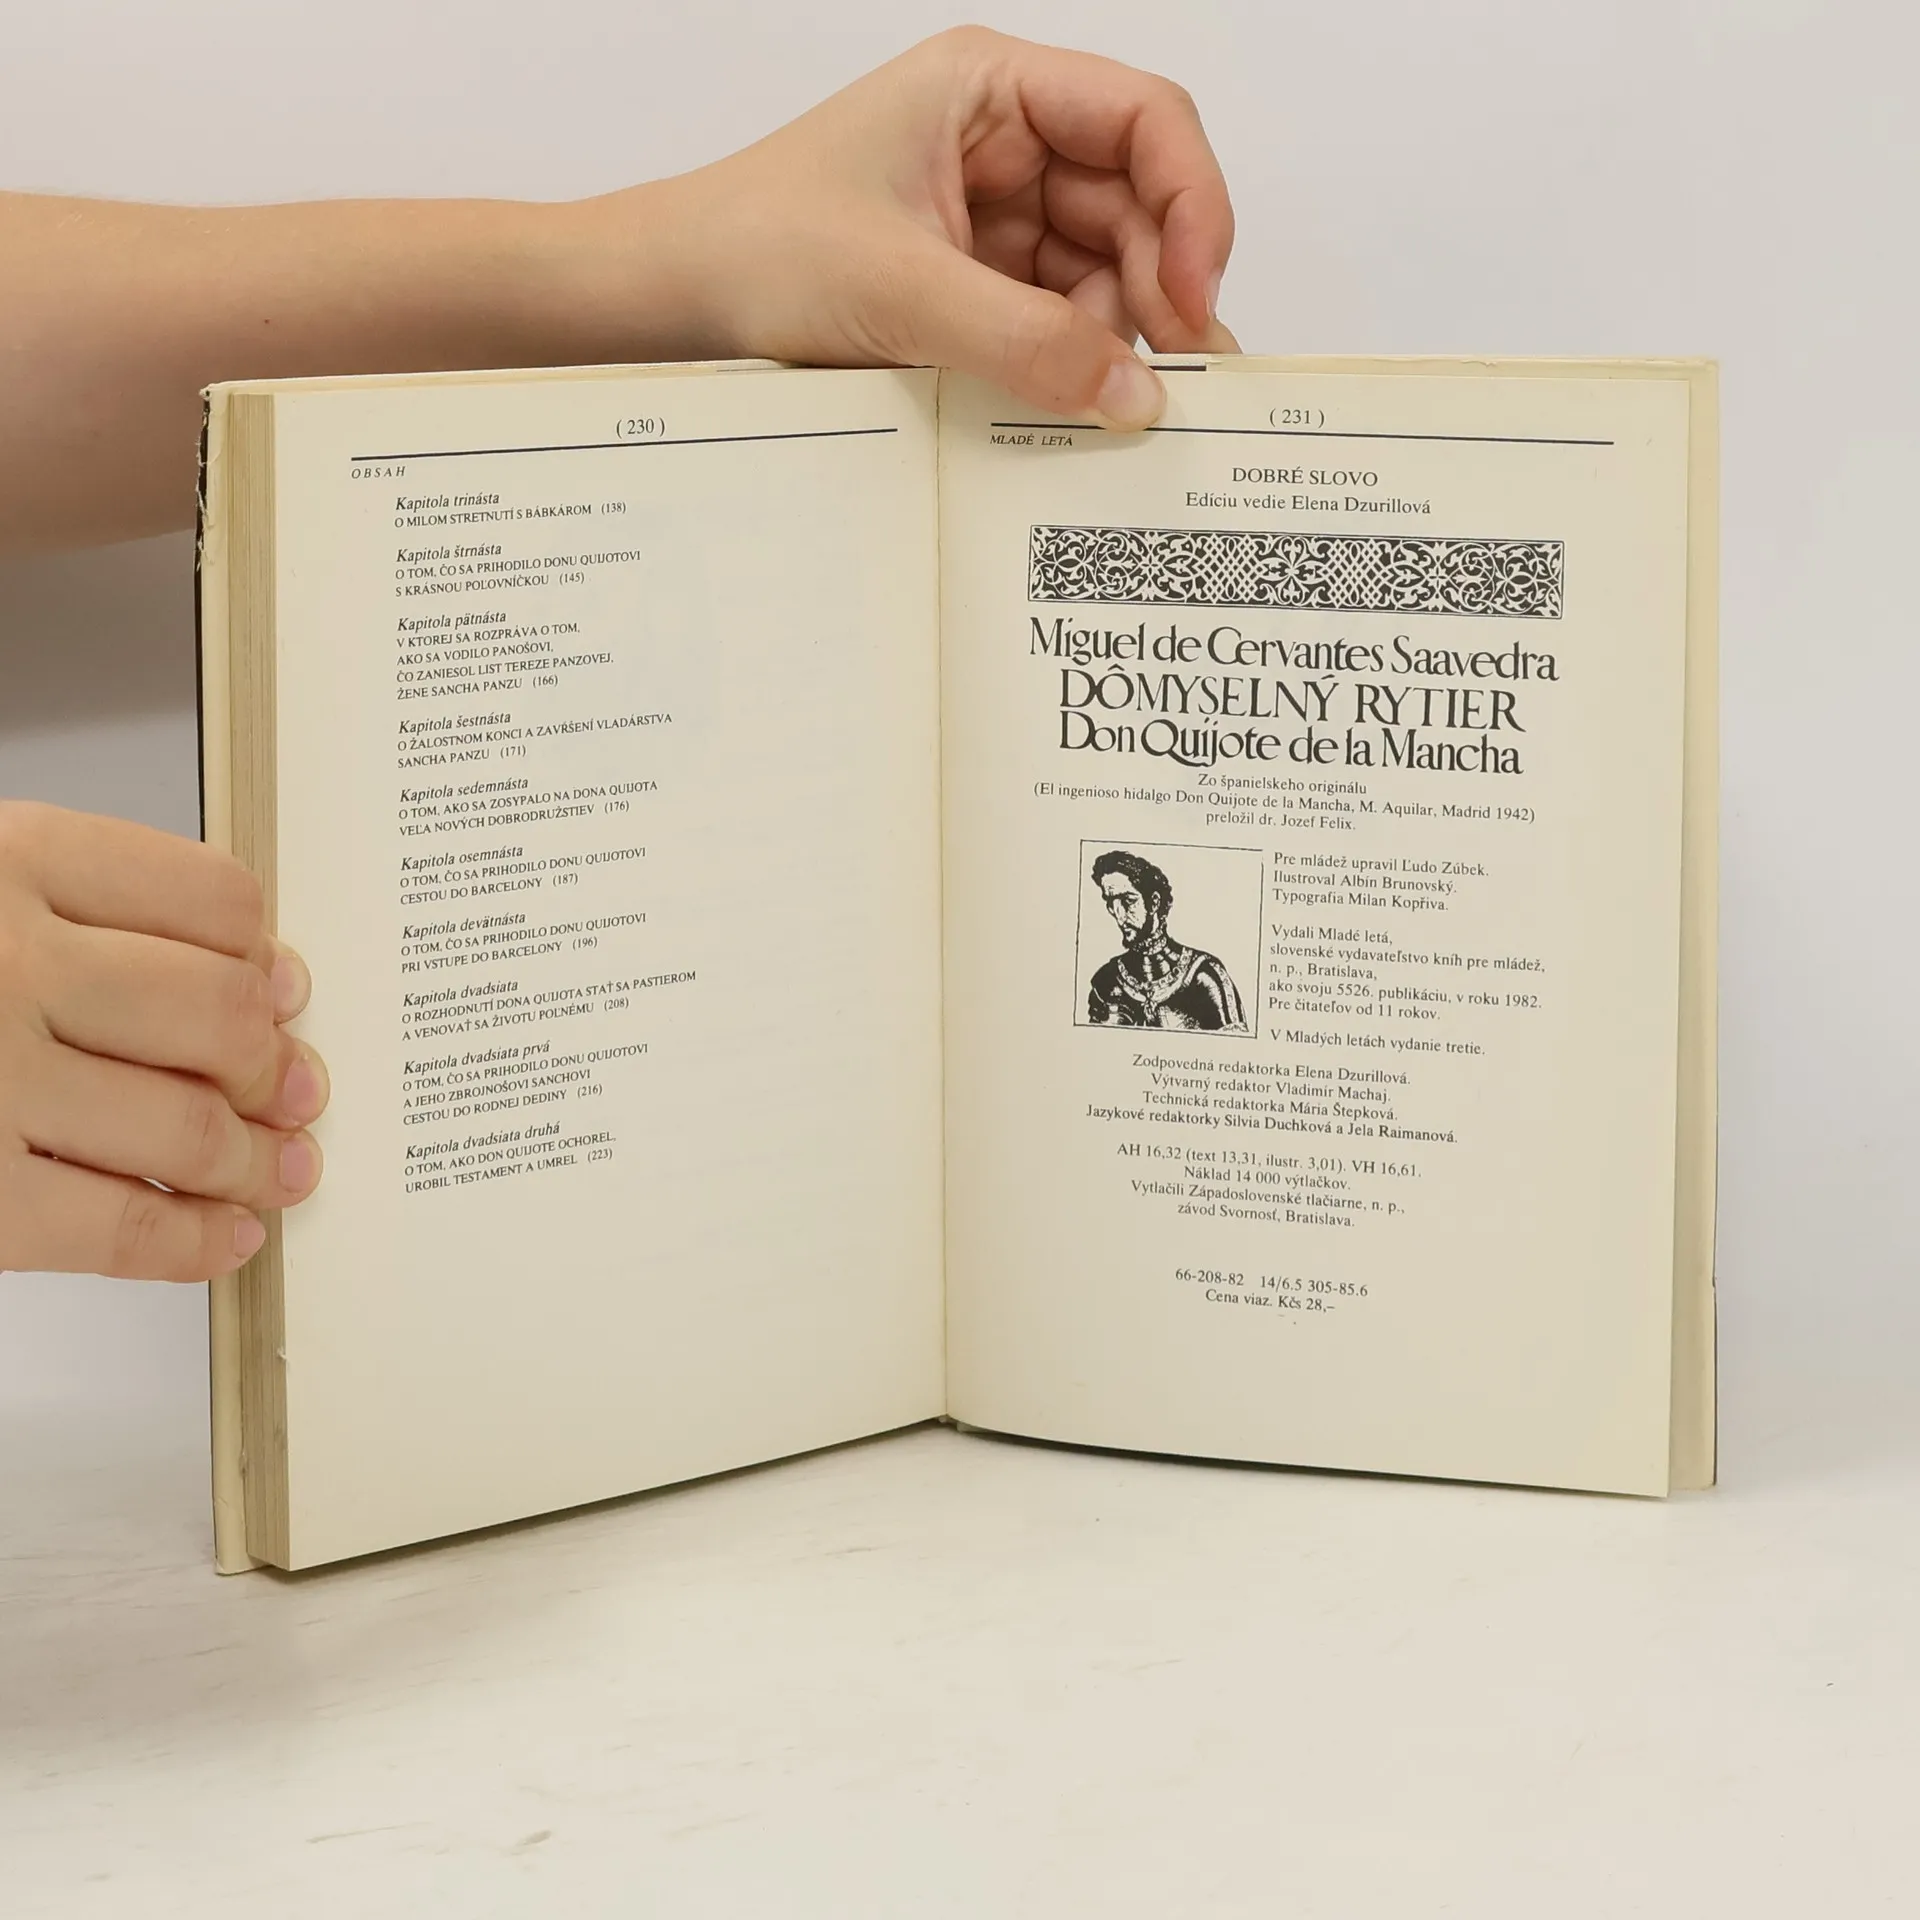 ( 230 )
OBSAH
Kapitola trinásta
O MILOM STRETNUTÍ S BÁBKÁROM (138)
Kapitola štrnásta
O TOM, ČO SA PRIHODILO DONU QUIJOTOVI
S KRÁSNOU POĽOVNÍČKOU (145)
Kapitola pätnásta
V KTOREJ SA ROZPRÁVA O TOM,
AKO SA VODILO PANOŠOVI,
ČO ZANIESOL LIST TEREZE PANZOVEJ,
ŽENE SANCHA PANZU (166)
Kapitola šestnásta
O ŽALOSTNOM KONCI A ZAVŔŠENÍ VLADÁRSTVA
SANCHA PANZU (171)
Kapitola sedemnásta
O TOM, AKO SA ZOSYPALO NA DONA QUIJOTA
VEĽA NOVÝCH DOBRODRUŽSTIEV (176)
Kapitola osemnásta
O TOM, ČO SA PRIHODILO DONU QUIJOTOVI
CESTOU DO BARCELONY (187)
Kapitola devätnásta
O TOM, ČO SA PRIHODILO DONU QUIJOTOVI
PRI VSTUPE DO BARCELONY (196)
Kapitola dvadsiata
O ROZHODNUTÍ DONA QUIJOTA STAŤ SA PASTIEROM
A VENOVAŤ SA ŽIVOTU POĽNÉMU (208)
Kapitola dvadsiata prvá
O TOM, ČO SA PRIHODILO DONU QUIJOTOVI
A JEHO ZBROJNOŠOVI SANCHOVI
CESTOU DO RODNEJ DEDINY (216)
Kapitola dvadsiata druhá
O TOM, AKO DON QUIJOTE OCHOREL,
UROBIL TESTAMENT A UMREL (223)
( 231 )
MLADÉ LETÁ
DOBRÉ SLOVO
Edíciu vedie Elena Dzurillová
Miguel de Cervantes Saavedra
DÔMYSELNÝ RYTIER
Don Quijote de la Mancha
Zo španielskeho originálu
(El ingenioso hidalgo Don Quijote de la Mancha, M. Aquilar, Madrid 1942)
preložil dr. Jozef Felix.
Pre mládež upravil Ľudo Zúbek.
Ilustroval Albín Brunovský.
Typografia Milan Kopřiva.
Vydali Mladé letá,
slovenské vydavateľstvo kníh pre mládež,
n. p., Bratislava,
ako svoju 5526. publikáciu, v roku 1982.
Pre čitateľov od 11 rokov.
V Mladých letách vydanie tretie.
Zodpovedná redaktorka Elena Dzurillová.
Výtvarný redaktor Vladimír Machaj.
Technická redaktorka Mária Štepková.
Jazykové redaktorky Silvia Duchková a Jela Raimanová.
AH 16,32 (text 13,31, ilustr. 3,01). VH 16,61.
Náklad 14 000 výtlačkov.
Vytlačili Západoslovenské tlačiarne, n. p.,
závod Svornosť, Bratislava.
66-208-82 14/6.5 305-85.6
Cena viaz. Kčs 28,–